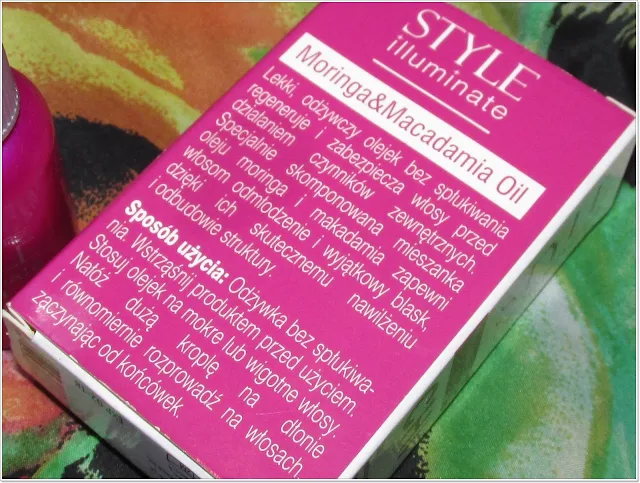 STYLE
illuminate
Moringa&Macadamia Oil
Lekki, odżywczy olejek bez spłukiwania
regeneruje i zabezpiecza włosy przed
działaniem czynników zewnętrznych.
Specjalnie skomponowana mieszanka
olejku moringa i makadamia zapewni
włosom odmłodzenie i wyjątkowy blask,
dzięki ich skutecznemu nawilżeniu
i odbudowie struktury.
Sposób użycia: Odżywka bez spłukiwa-
nia. Wstrząśnij produktem przed użyciem.
Stosuj olejek na mokre lub wigotne włosy.
Nałóż dużą kroplę na dłonie
i równomiernie rozprowadź na włosach,
zaczynając od końcówek.